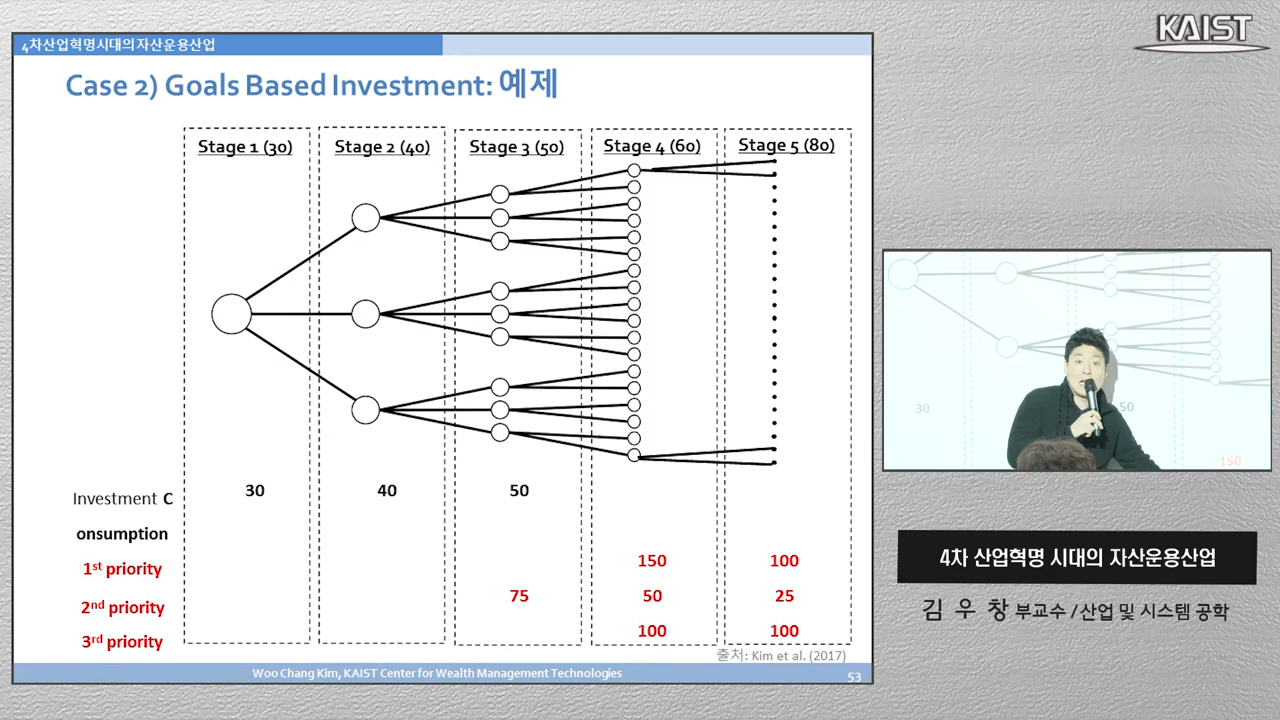 KAIST
4차산업혁명시대의자산운용산업
Case 2) Goals Based Investment: 예제
Stage 1 (30)
Stage 2 (40)
Stage 3 (50)
Stage 4 (60)
Stage 5 (80)
Investment C
onsumption
30
40
50
1st priority
150
100
2nd priority
75
50
25
3rd priority
100
100
출처: Kim et al. (2017)
Woo Chang Kim, KAIST Center for Wealth Management Technologies
53
30
50
150
4차 산업혁명 시대의 자산운용산업
김 우 창 부교수 / 산업 및 시스템 공학